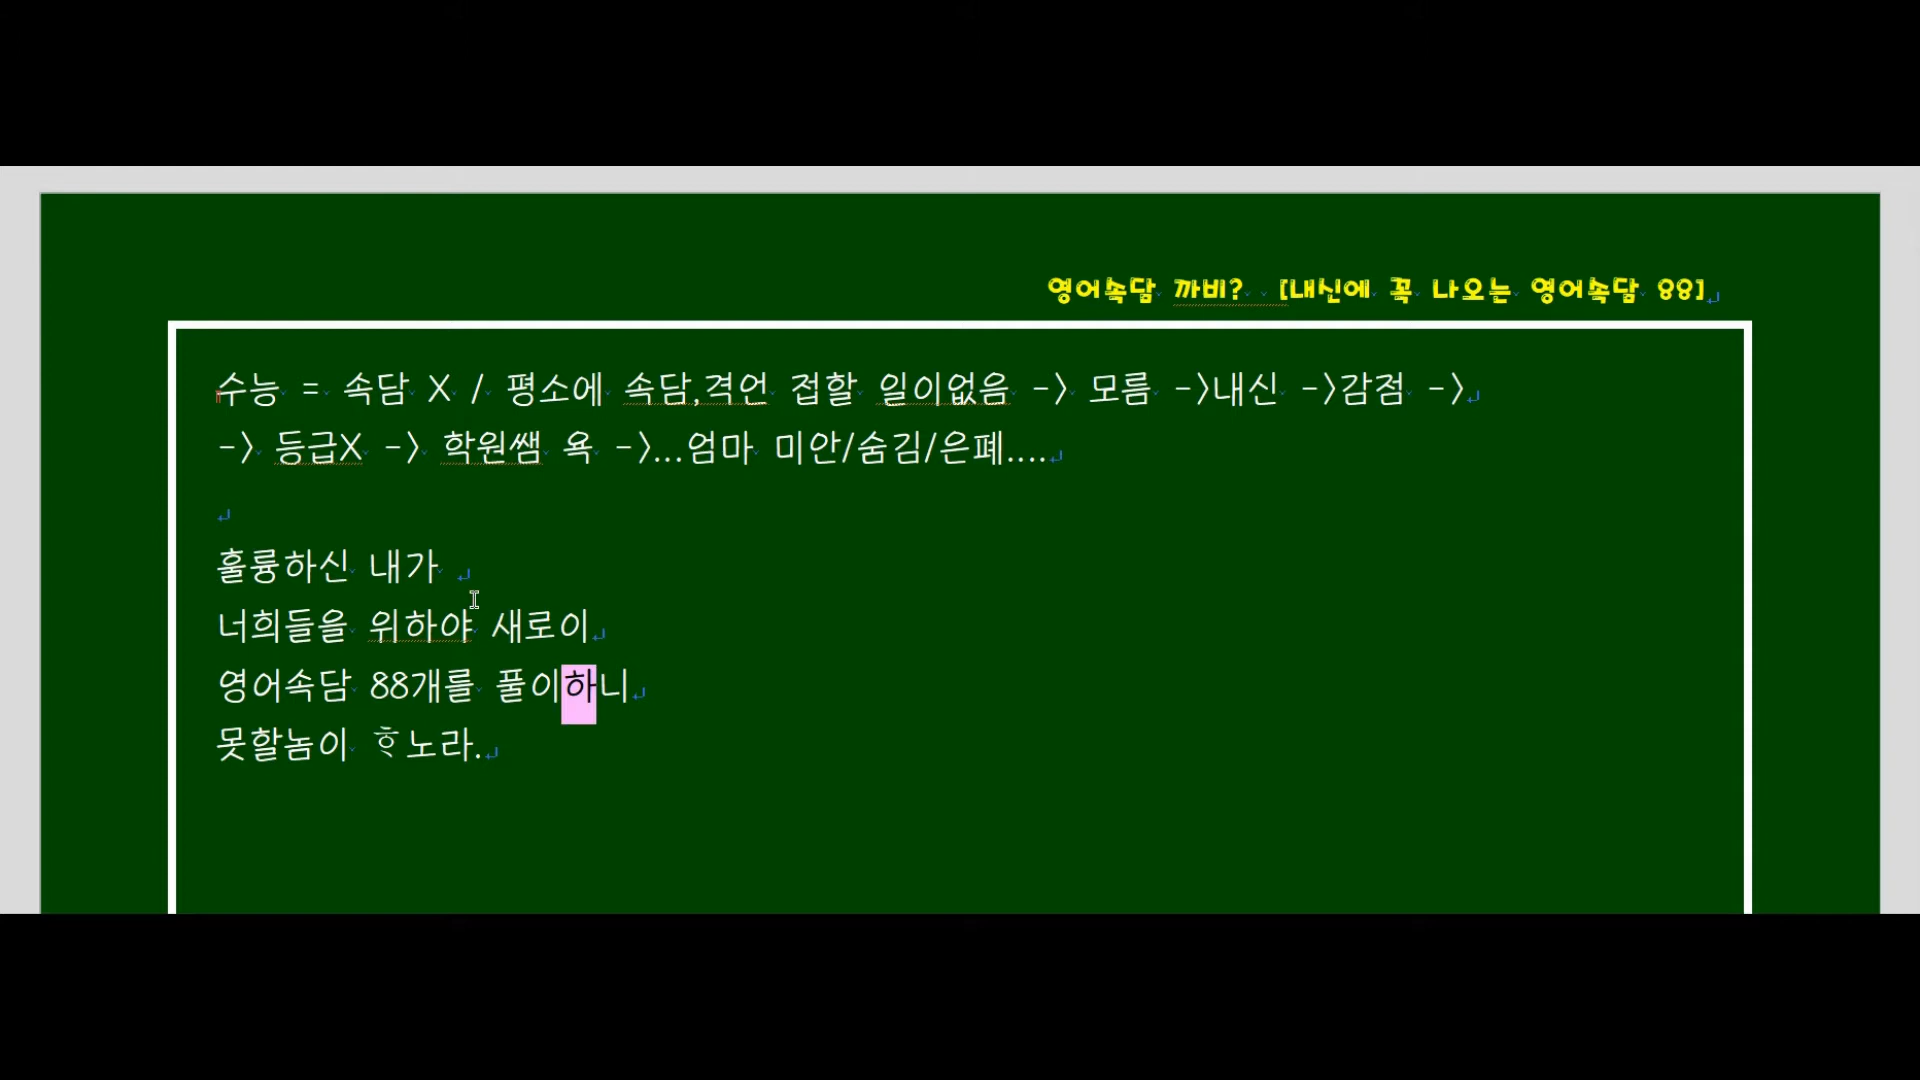 영어속담 까비? [내신에 꼭 나오는 영어속담 88]
수능 = 속담 X / 평소에 속담,격언 접할 일이없음 -> 모름 ->내신 ->감점 ->
-> 등급X -> 학원쌤 욕 ->...엄마 미안/숨김/은폐....
훌륭하신 내가
너희들을 위하야 새로이
영어속담 88개를 풀이하니
못할놈이 ᄒᆞ노라.